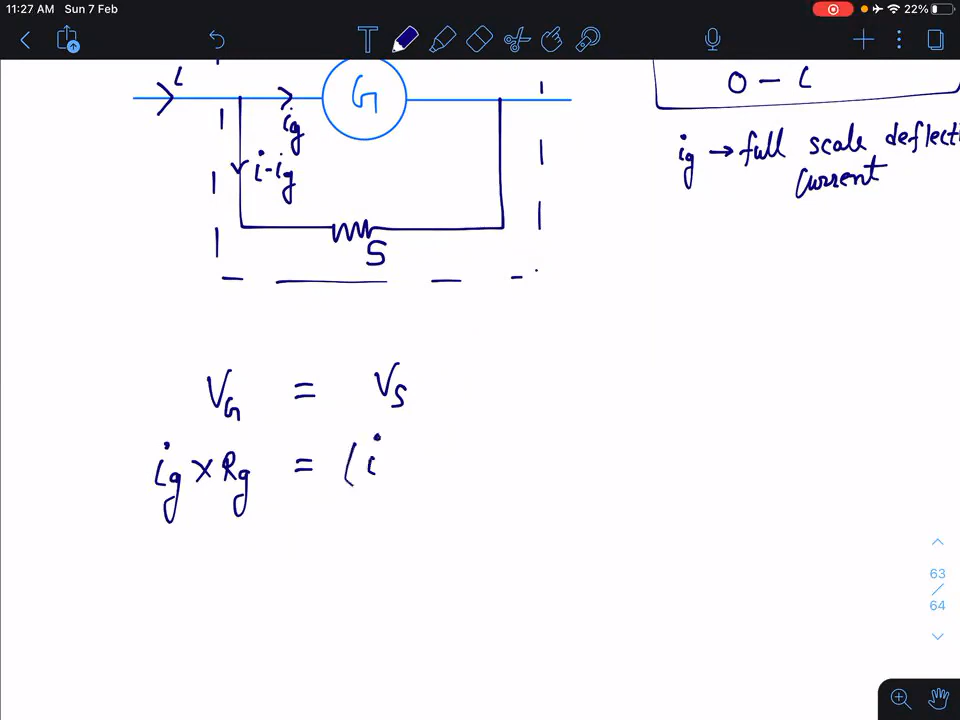 11:27 AM Sun 7 Feb
22%
T
i
G
ig
i-ig
S
0 - i
ig → full scale deflecti
current
VG = VS
ig × Rg = (i
63
/
64